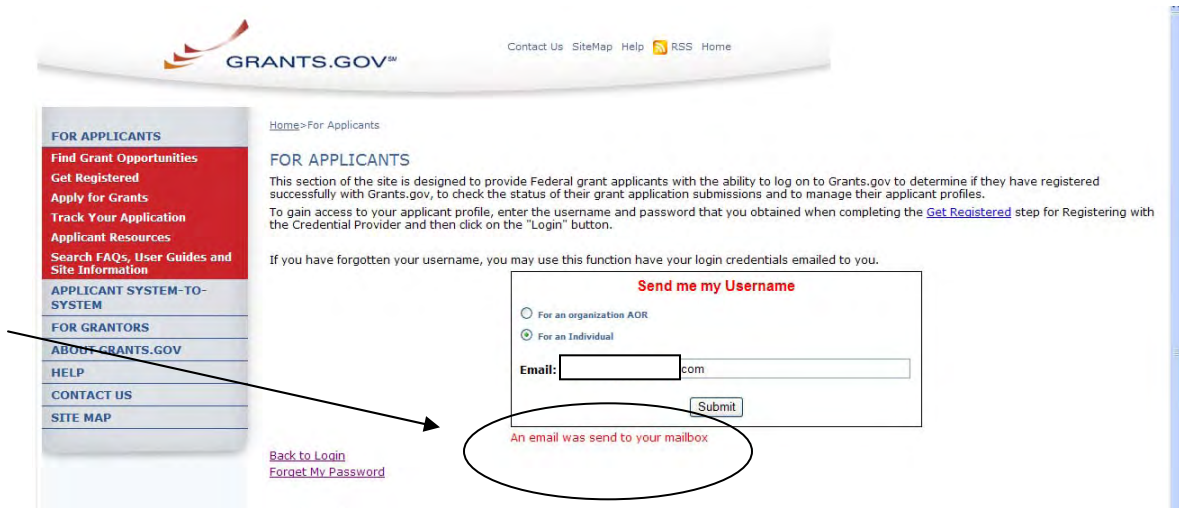 GRANTS.GOV℠
Contact Us SiteMap Help RSS Home
FOR APPLICANTS
Find Grant Opportunities
Get Registered
Apply for Grants
Track Your Application
Applicant Resources
Search FAQs, User Guides and
Site Information
APPLICANT SYSTEM-TO-
SYSTEM
FOR GRANTORS
ABOUT GRANTS.GOV
HELP
CONTACT US
SITE MAP
Home>For Applicants
FOR APPLICANTS
This section of the site is designed to provide Federal grant applicants with the ability to log on to Grants.gov to determine if they have registered
successfully with Grants.gov, to check the status of their grant application submissions and to manage their applicant profiles.
To gain access to your applicant profile, enter the username and password that you obtained when completing the Get Registered step for Registering with
the Credential Provider and then click on the "Login" button.
If you have forgotten your username, you may use this function have your login credentials emailed to you.
Send me my Username
For an organization AOR
For an Individual
Email: com
Submit
An email was send to your mailbox
Back to Login
Forget My Password